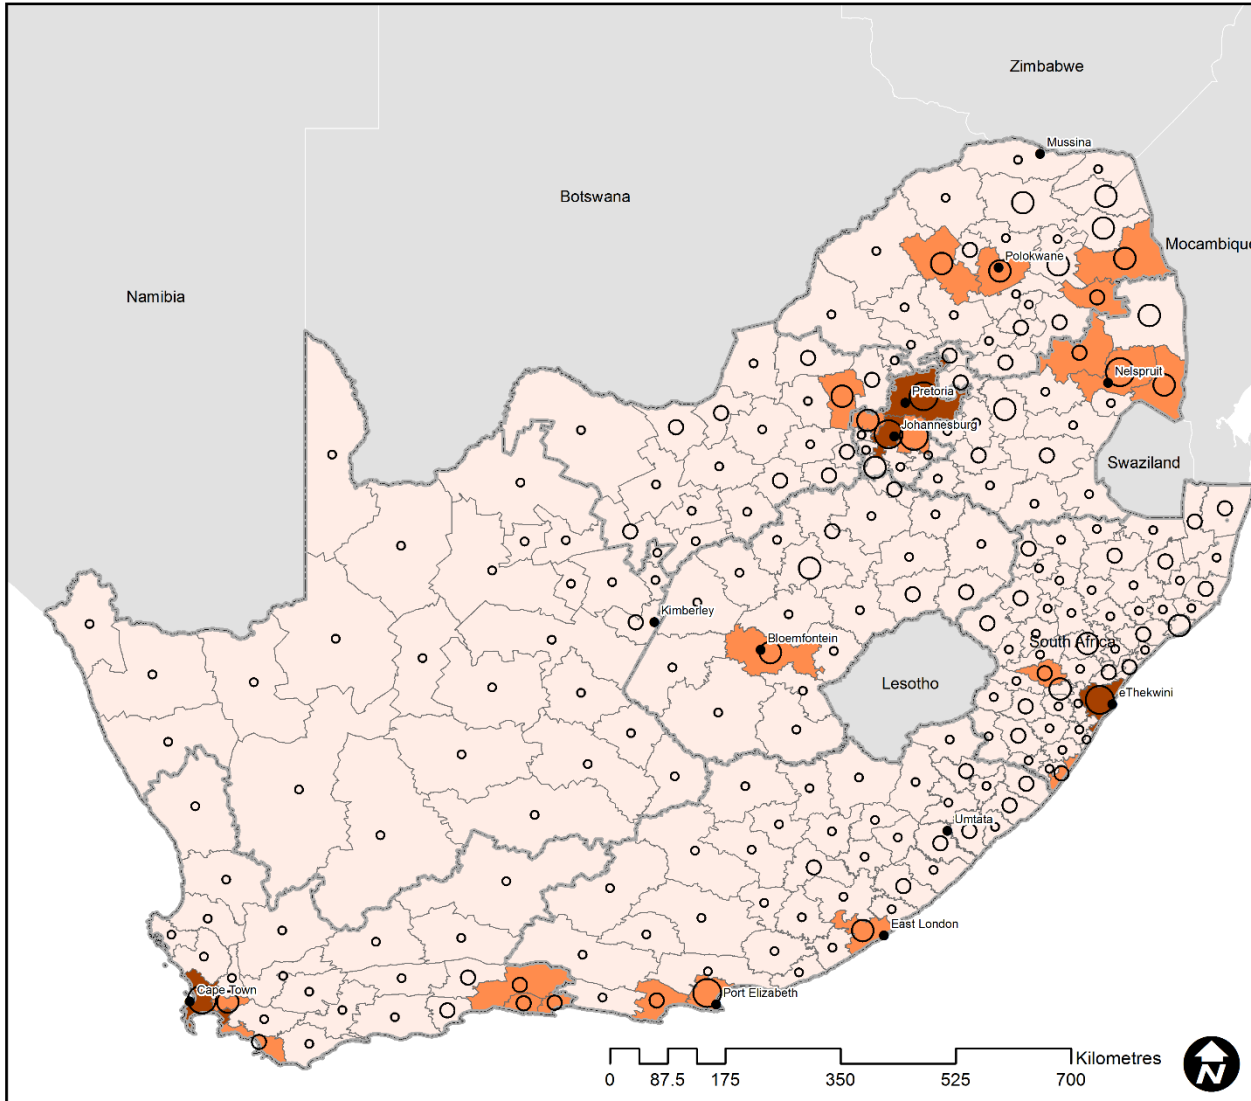 Zimbabwe
Mussina
Botswana
Mocambique
Polokwane
Namibia
Nelspruit
Pretoria
Johannesburg
Swaziland
Kimberley
Bloemfontein
South Africa
Lesotho
eThekwini
Umtata
East London
Port Elizabeth
Cape Town
Kilometres
0 87.5 175 350 525 700
N